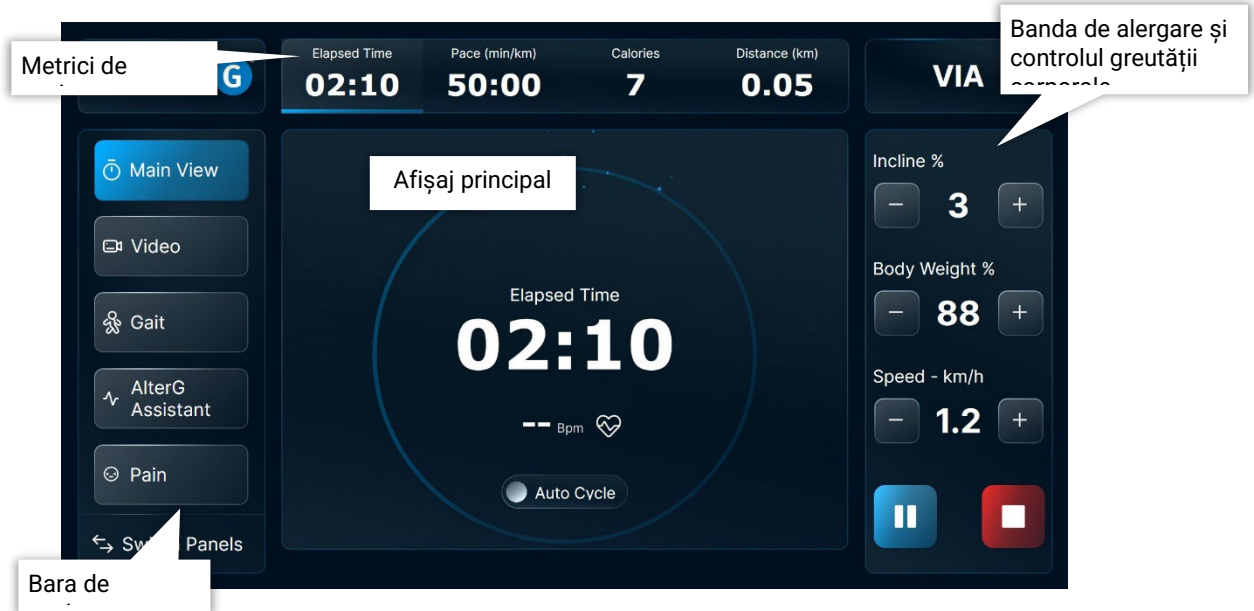 Banda de alergare și
controlul greutății
Metrici de
G
Elapsed Time
02:10
Pace (min/km)
50:00
Calories
7
Distance (km)
0.05
VIA
Main View
Video
Gait
AlterG
Assistant
Pain
Panels
Bara de
Afișaj principal
Elapsed Time
02:10
-- Bpm
Auto Cycle
Incline %
- 3 +
Body Weight %
- 88 +
Speed - km/h
- 1.2 +